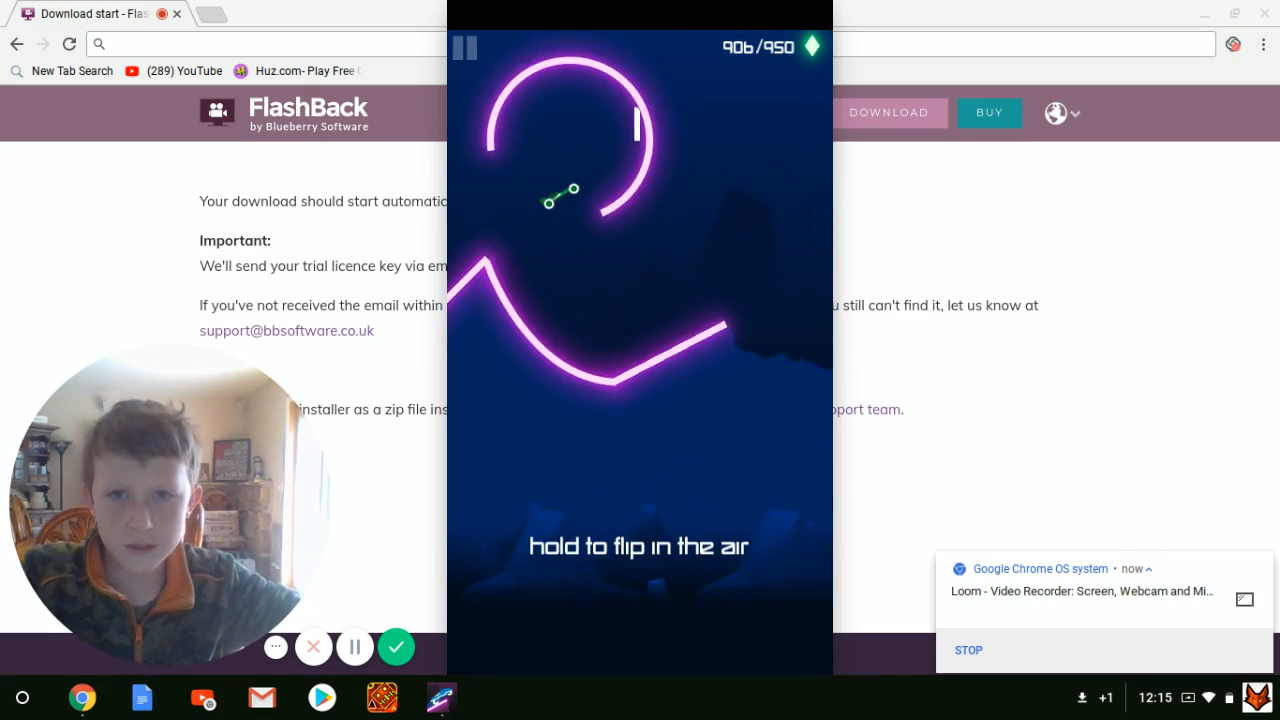 Download start - Flas
New Tab Search
(289) YouTube
Huz.com- Play Free
906/950
FlashBack
by Blueberry Software
DOWNLOAD
BUY
Your download should start automatic
Important:
We'll send your trial licence key via em
If you've not received the email within
u still can't find it, let us know at
support@bbsoftware.co.uk
installer as a zip file ins
pport team.
hold to flip in the air
Google Chrome OS system • now
Loom - Video Recorder: Screen, Webcam and Mi...
STOP
+1
12:15